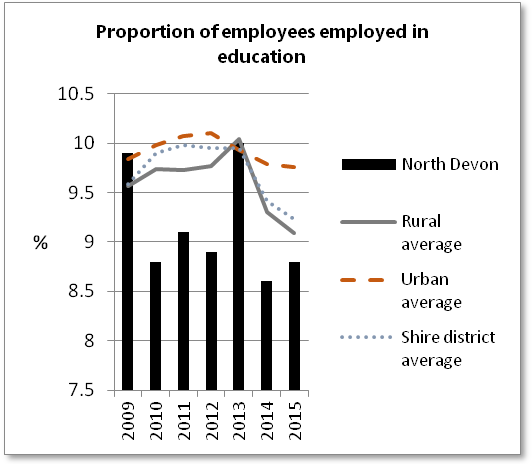 Proportion of employees employed in
education
10.5
10
9.5
9
8.5
8
7.5
%
2009
2010
2011
2012
2013
2014
2015
North Devon
Rural
average
Urban
average
Shire district
average